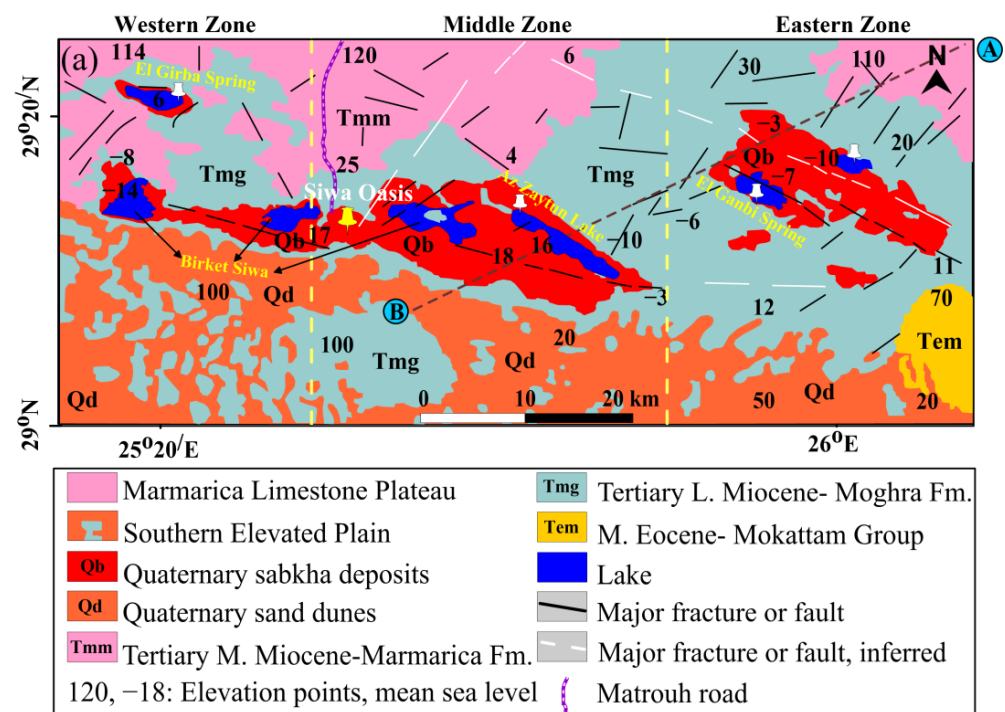 Western Zone Middle Zone Eastern Zone
(a) 114 120 6 N A
El Girba Spring 30 110
6
29°20'N
Tmm −3 20
−8 4 Qb −10
Tmg 25 Tmg −7
−14 Siwa Oasis Az Zaytun Lake El Ganbi Spring
−6
Qb 17 Qb 18 16 −10
Birket Siwa 11
100 Qd −3 12 70
B
100 20 Tem
Tmg Qd Qd
Qd 50 20
0 10 20 km
29°N
25°20'E 26°E
Marmarica Limestone Plateau
Southern Elevated Plain
Qb Quaternary sabkha deposits
Qd Quaternary sand dunes
Tmm Tertiary M. Miocene-Marmarica Fm.
120, −18: Elevation points, mean sea level
Tmg Tertiary L. Miocene- Moghra Fm.
Tem M. Eocene- Mokattam Group
Lake
Major fracture or fault
Major fracture or fault, inferred
Matrouh road